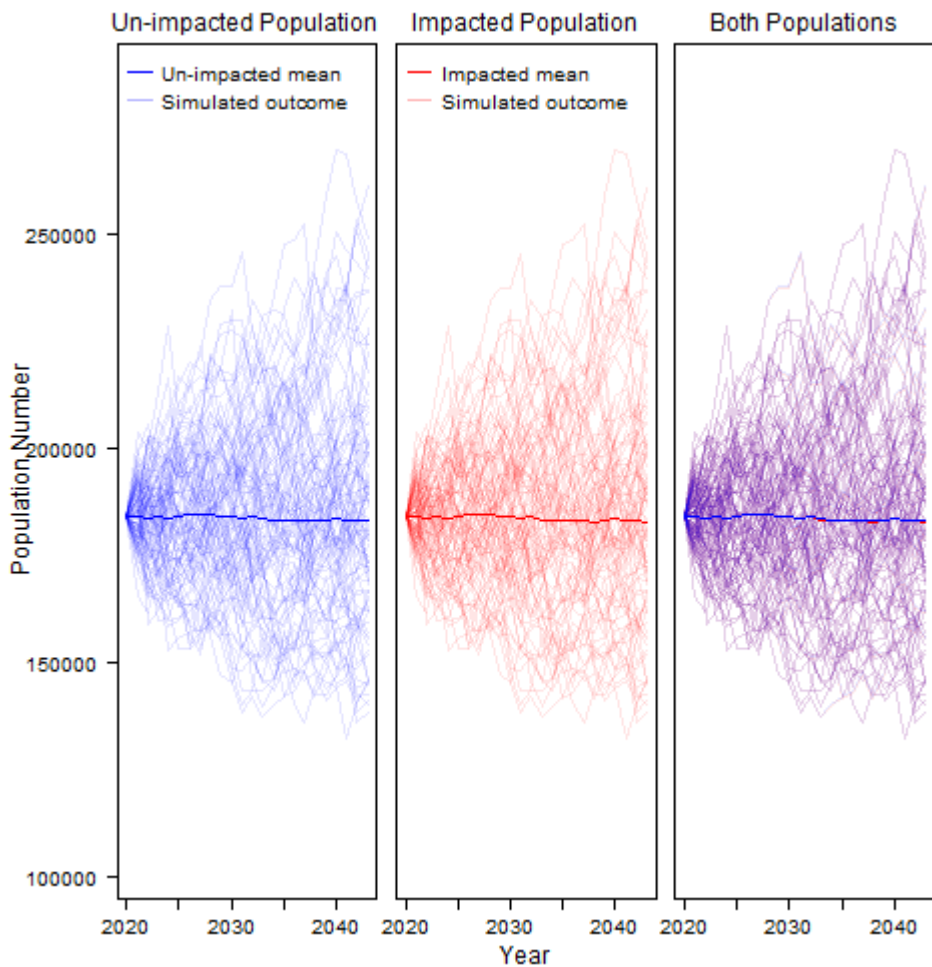 Un-impacted Population
Impacted Population
Both Populations
Un-impacted mean
Simulated outcome
Impacted mean
Simulated outcome
Population Number
250000
200000
150000
100000
2020
2030
2040
2020
2030
2040
2020
2030
2040
Year